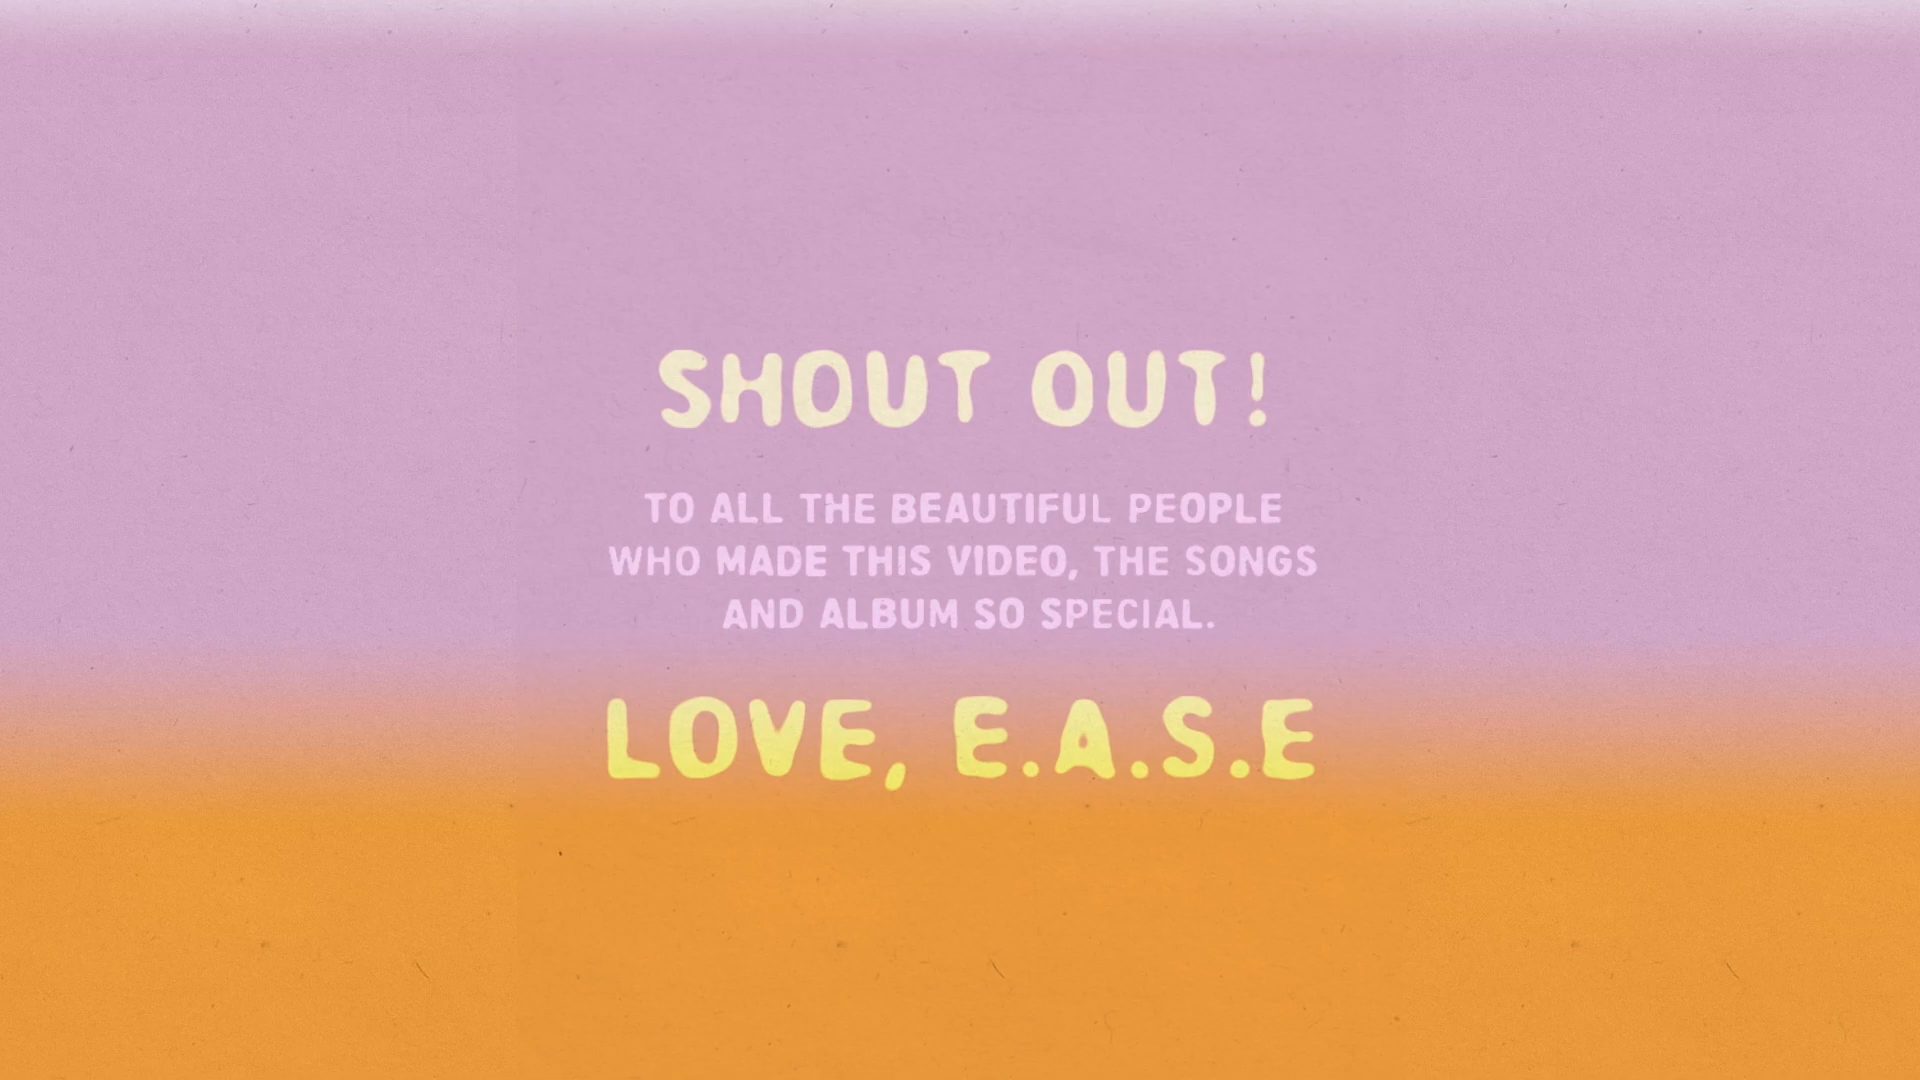 SHOUT OUT!
TO ALL THE BEAUTIFUL PEOPLE
WHO MADE THIS VIDEO, THE SONGS
AND ALBUM SO SPECIAL.
LOVE, E.A.S.E